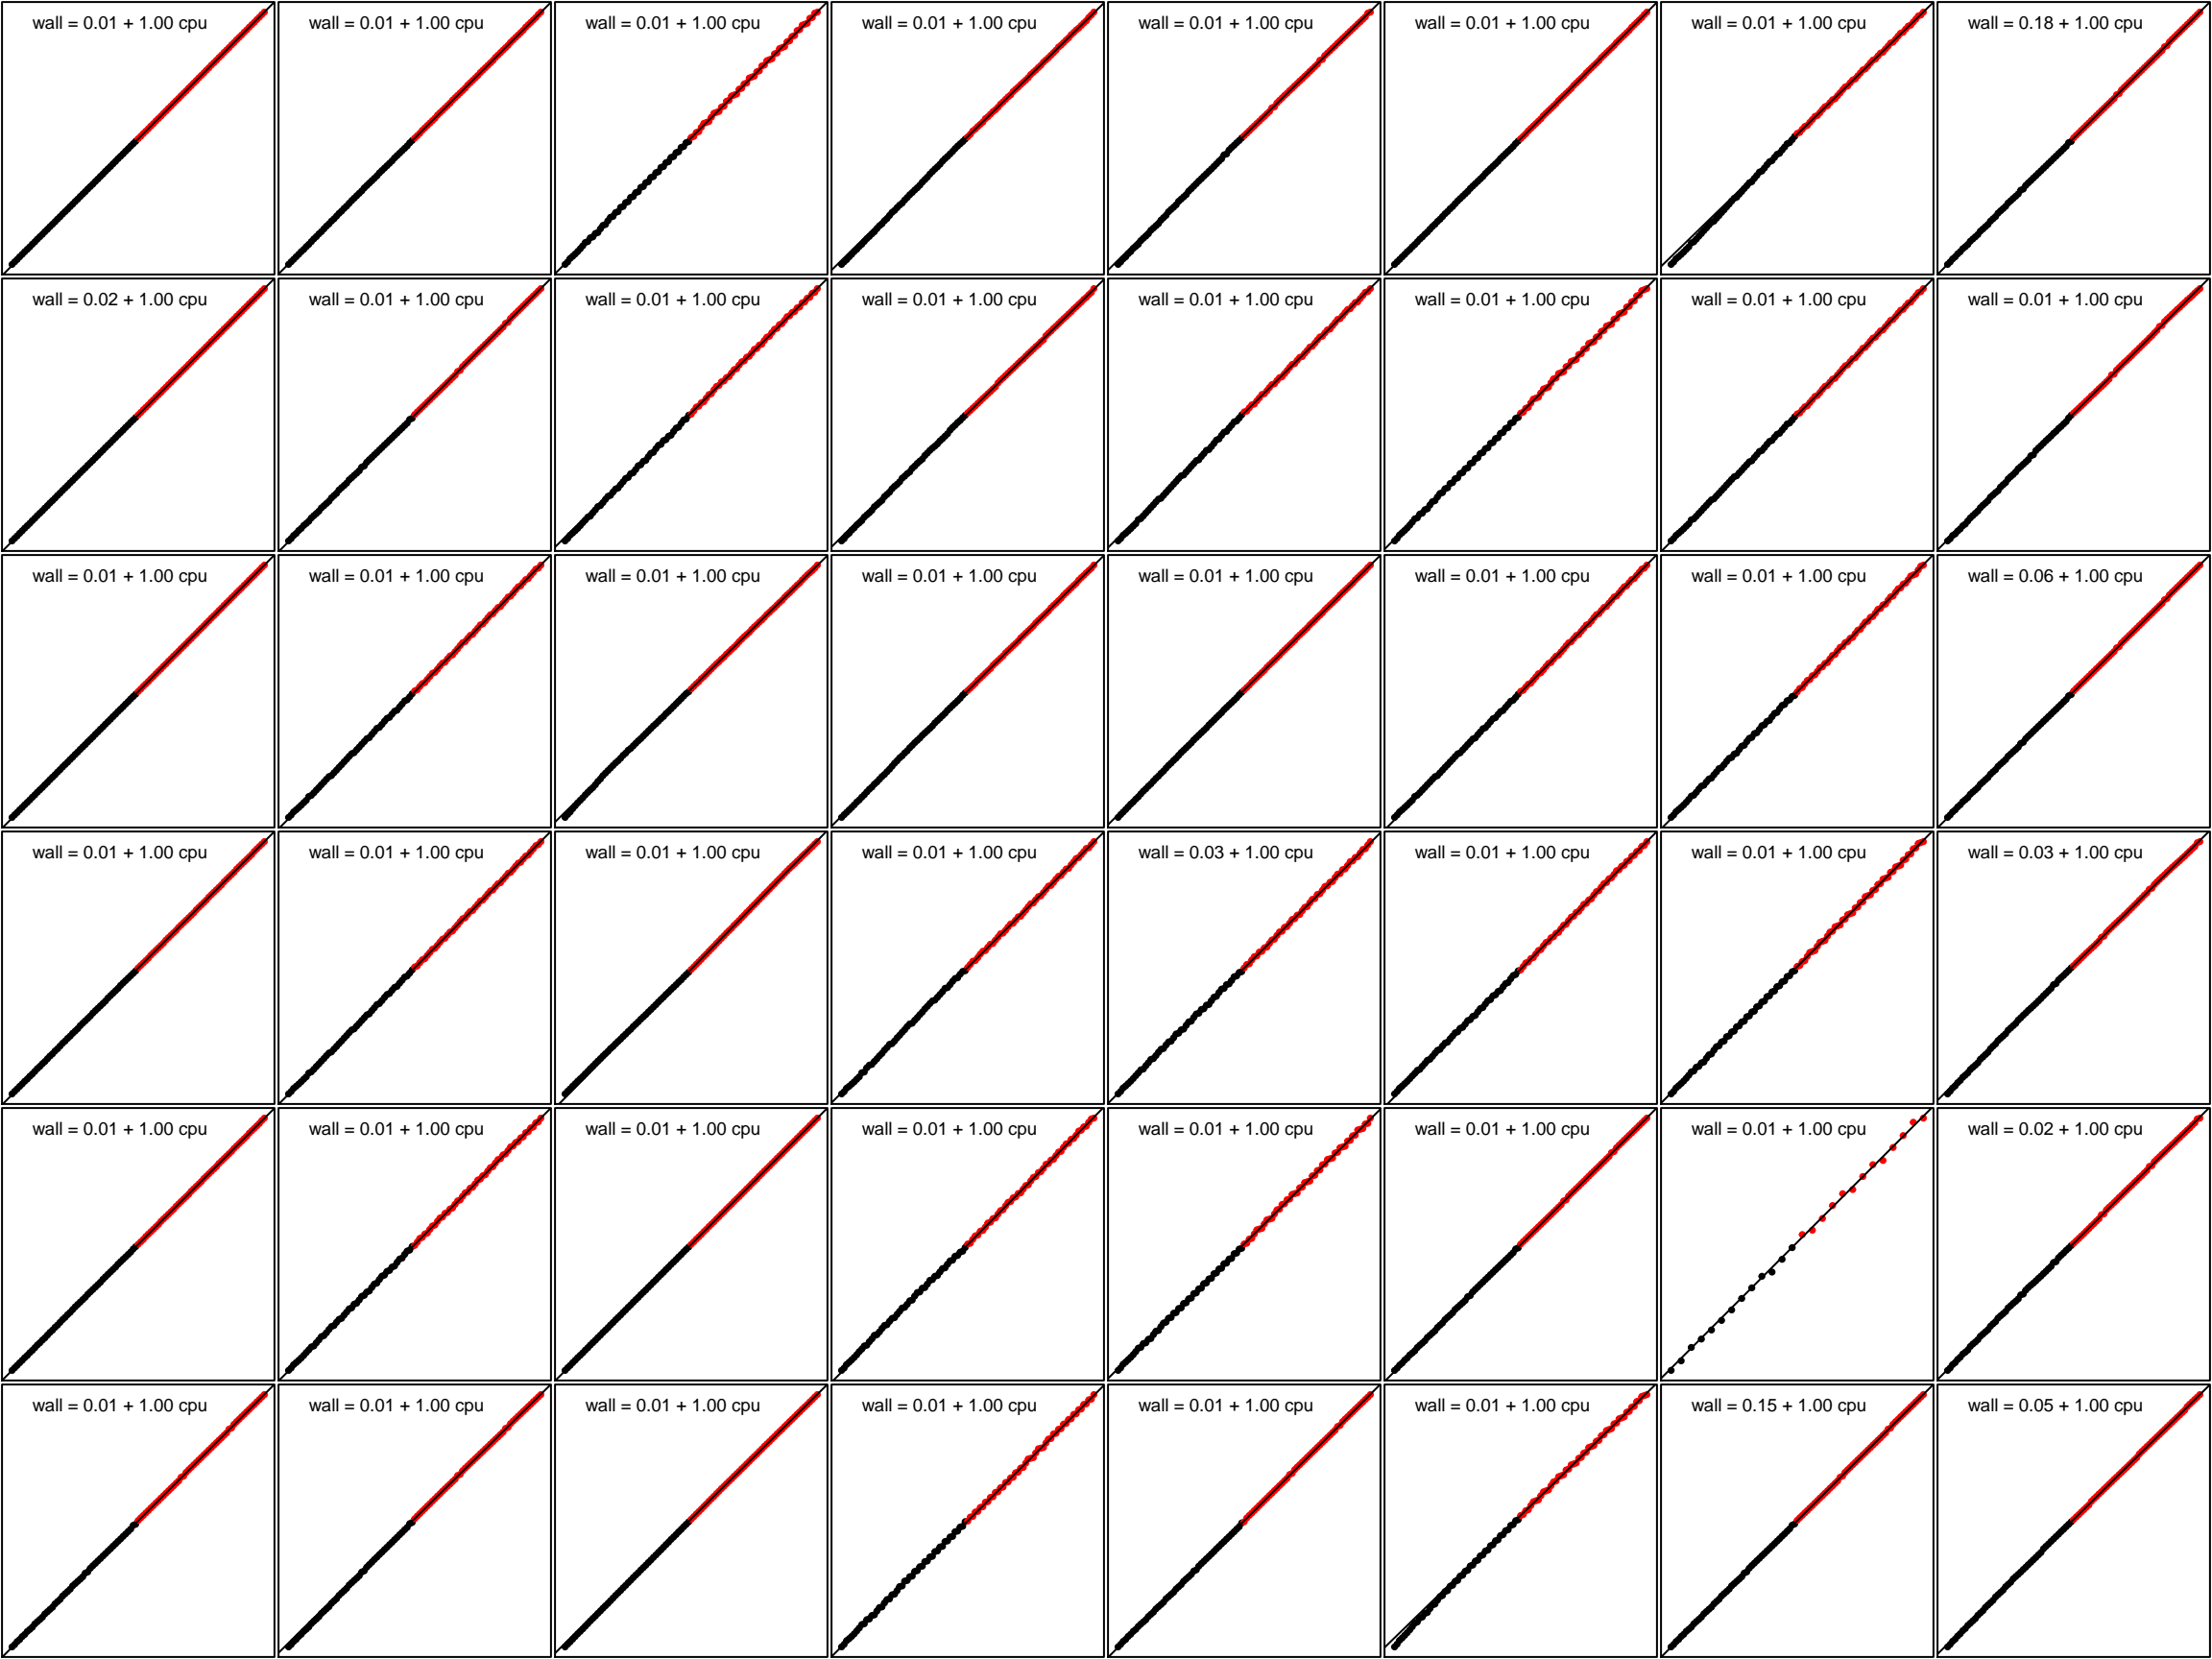 wall = 0.01 + 1.00 cpu
wall = 0.01 + 1.00 cpu
wall = 0.01 + 1.00 cpu
wall = 0.01 + 1.00 cpu
wall = 0.01 + 1.00 cpu
wall = 0.01 + 1.00 cpu
wall = 0.01 + 1.00 cpu
wall = 0.18 + 1.00 cpu
wall = 0.02 + 1.00 cpu
wall = 0.01 + 1.00 cpu
wall = 0.01 + 1.00 cpu
wall = 0.01 + 1.00 cpu
wall = 0.01 + 1.00 cpu
wall = 0.01 + 1.00 cpu
wall = 0.01 + 1.00 cpu
wall = 0.01 + 1.00 cpu
wall = 0.01 + 1.00 cpu
wall = 0.01 + 1.00 cpu
wall = 0.01 + 1.00 cpu
wall = 0.01 + 1.00 cpu
wall = 0.01 + 1.00 cpu
wall = 0.01 + 1.00 cpu
wall = 0.01 + 1.00 cpu
wall = 0.06 + 1.00 cpu
wall = 0.01 + 1.00 cpu
wall = 0.01 + 1.00 cpu
wall = 0.01 + 1.00 cpu
wall = 0.01 + 1.00 cpu
wall = 0.03 + 1.00 cpu
wall = 0.01 + 1.00 cpu
wall = 0.01 + 1.00 cpu
wall = 0.03 + 1.00 cpu
wall = 0.01 + 1.00 cpu
wall = 0.01 + 1.00 cpu
wall = 0.01 + 1.00 cpu
wall = 0.01 + 1.00 cpu
wall = 0.01 + 1.00 cpu
wall = 0.01 + 1.00 cpu
wall = 0.01 + 1.00 cpu
wall = 0.02 + 1.00 cpu
wall = 0.01 + 1.00 cpu
wall = 0.01 + 1.00 cpu
wall = 0.01 + 1.00 cpu
wall = 0.01 + 1.00 cpu
wall = 0.01 + 1.00 cpu
wall = 0.01 + 1.00 cpu
wall = 0.15 + 1.00 cpu
wall = 0.05 + 1.00 cpu